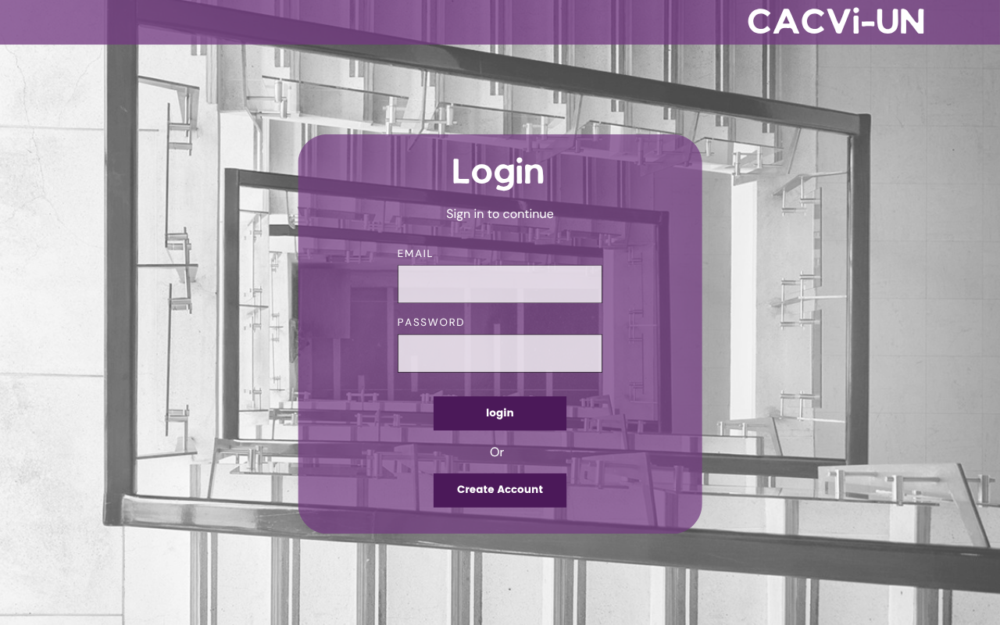 CACVi-UN
Login
Sign in to continue
EMAIL
PASSWORD
login
Or
Create Account